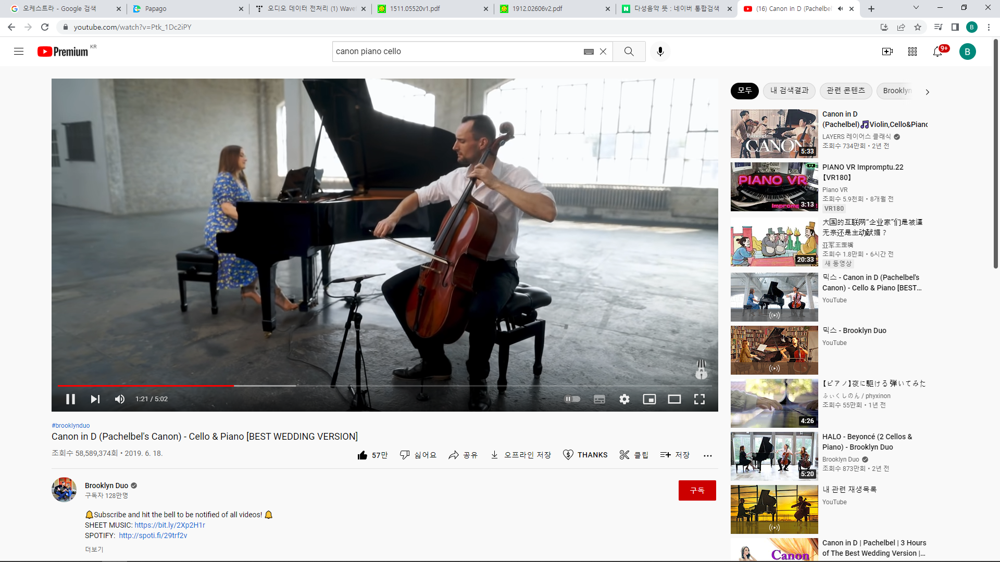 오케스트라 - Google 검색
Papago
오디오 데이터 전처리 (1) Wave
1511.05520v1.pdf
1912.02606v2.pdf
다성음악 뜻 : 네이버 통합검색
(16) Canon in D (Pachelbel
youtube.com/watch?v=Ptk_1Dc2iPY
B
Premium KR
canon piano cello
9+
B
모두
내 검색결과
관련 콘텐츠
Brooklyn
Pachelbel
CANON
5:33
Canon in D
(Pachelbel)🎵Violin,Cello&Piano
LAYERS 레이어스 클래식
조회수 734만회 • 2년 전
PIANO VR
3:13
PIANO VR Impromptu.22
【VR180】
Piano VR
조회수 5.9천회 • 8개월 전
VR180
20:33
大国的互联网“企业家”们是被逼
无奈还是主动献媚？
亚军王歪嘴
조회수 1.8만회 • 6시간 전
새 동영상
믹스 - Canon in D (Pachelbel's
Canon) - Cello & Piano [BEST...
YouTube
믹스 - Brooklyn Duo
YouTube
4:26
【ピアノ】夜に駆ける 弾いてみた
ふぃくしのん / phyxinon
조회수 55만회 • 1년 전
5:20
HALO - Beyoncé (2 Cellos &
Piano) - Brooklyn Duo
Brooklyn Duo
조회수 873만회 • 2년 전
내 관련 재생목록
YouTube
Canon
Canon in D | Pachelbel | 3 Hours
of The Best Wedding Version |...
1:21 / 5:02
#brooklynduo
Canon in D (Pachelbel's Canon) - Cello & Piano [BEST WEDDING VERSION]
조회수 58,589,374회 • 2019. 6. 18.
57만
싫어요
공유
오프라인 저장
THANKS
클립
저장
Brooklyn Duo
구독자 128만명
구독
🔔Subscribe and hit the bell to be notified of all videos! 🔔
SHEET MUSIC: https://bit.ly/2Xp2H1r
SPOTIFY: http://spoti.fi/29trf2v
더보기